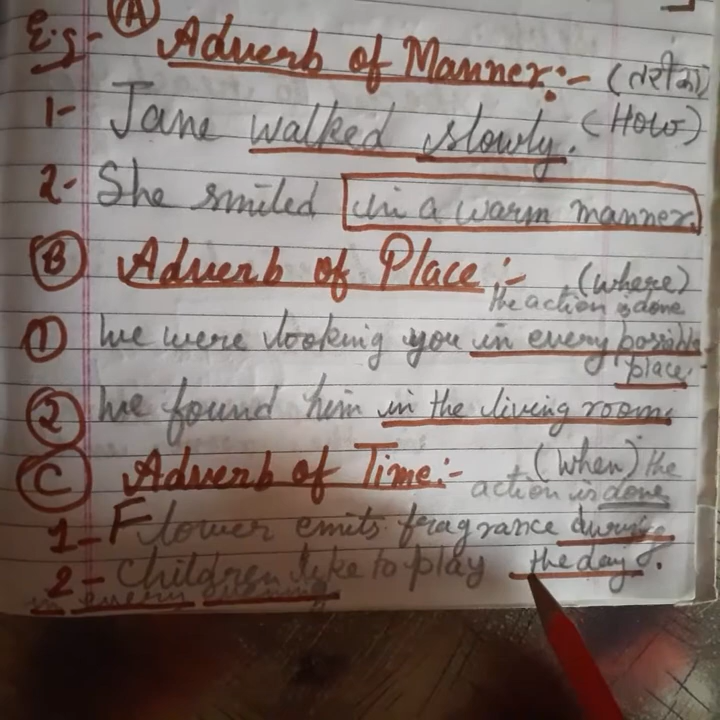 E.g- (A) Adverb of Manner:- (तरीका)
1- Jane walked slowly. (How)
2- She smiled in a warm manner.
(B) Adverb of Place:- (where)
the action is done
(1) We were looking you in every possible
place.
(2) We found him in the living room.
(C) Adverb of Time:- (when) the
action is done
1- Flower emits fragrance during
2- Children like to play the day.
in every evening